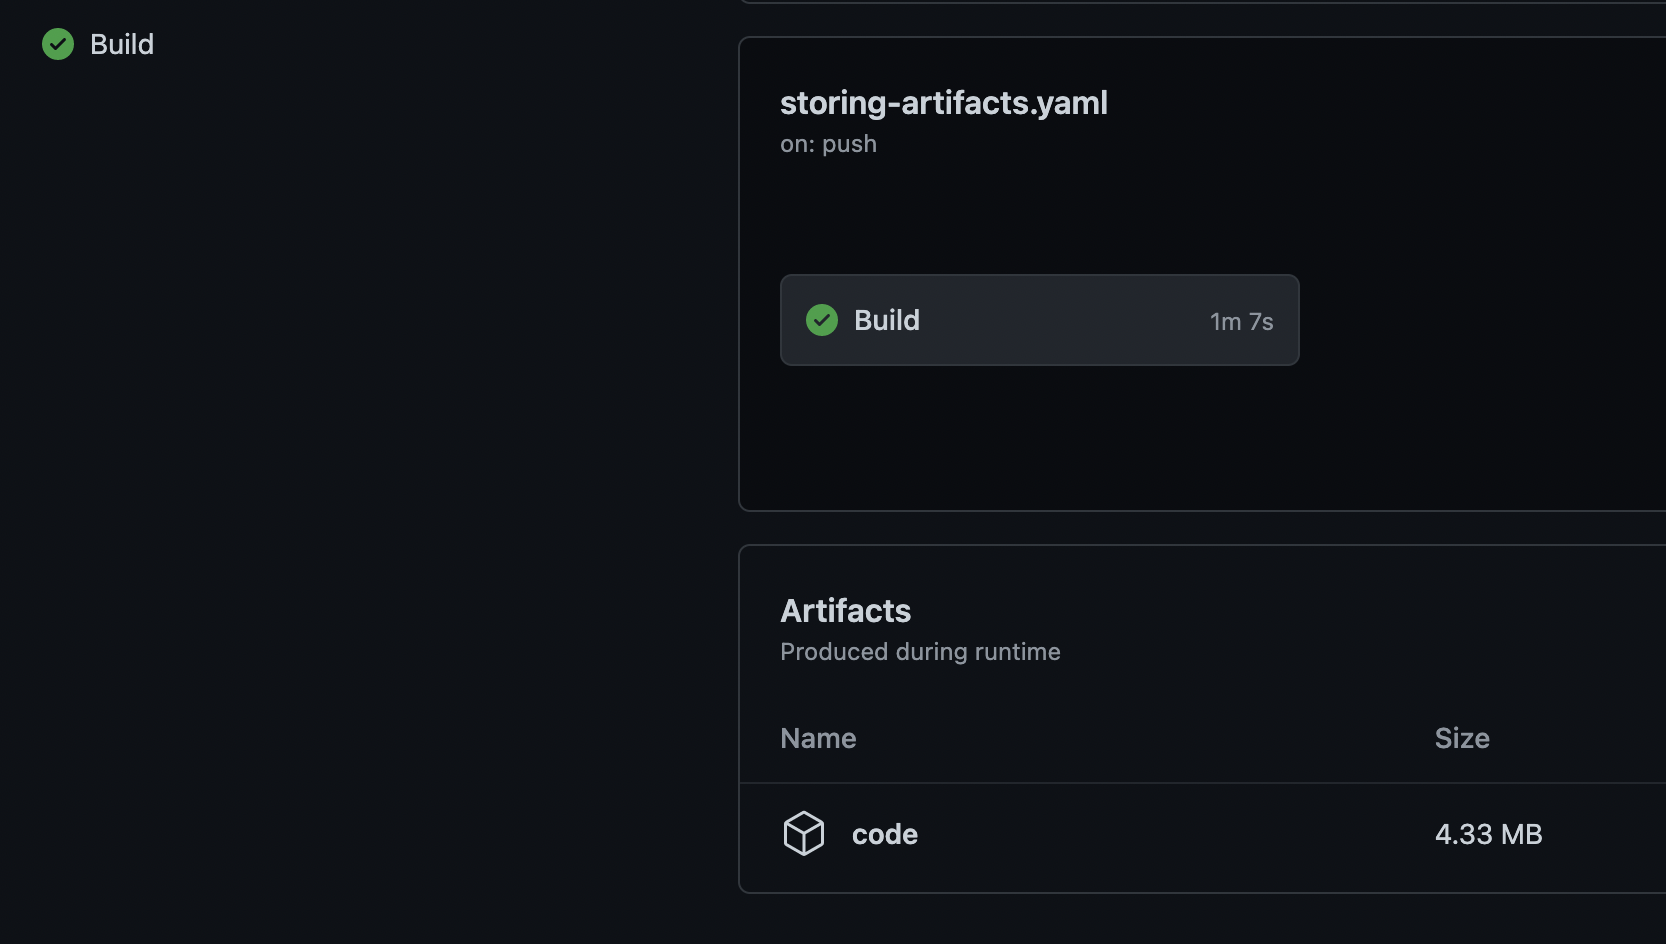 Build
storing-artifacts.yaml
on: push
Build 1m 7s
Artifacts
Produced during runtime
Name Size
code 4.33 MB